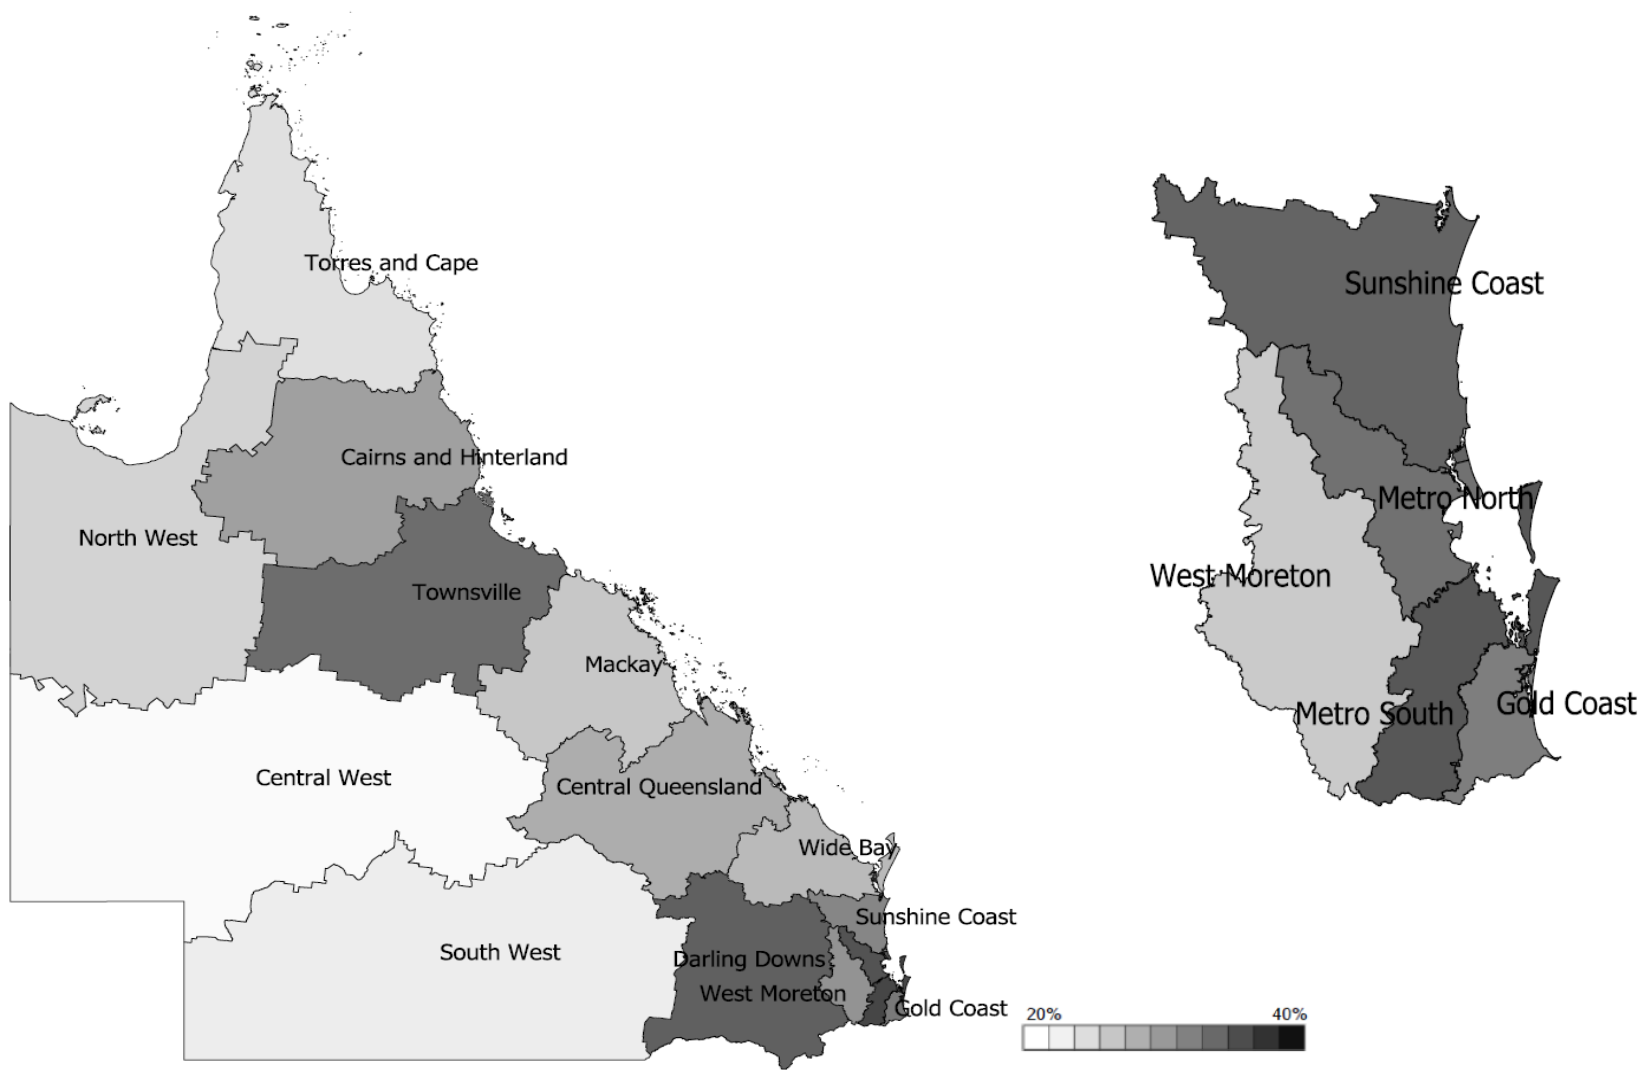 Torres and Cape
Cairns and Hinterland
North West
Townsville
Mackay
Central West
Central Queensland
Wide Bay
Sunshine Coast
South West
Darling Downs
West Moreton
Gold Coast
Sunshine Coast
Metro North
West Moreton
Metro South
Gold Coast
20% 40%